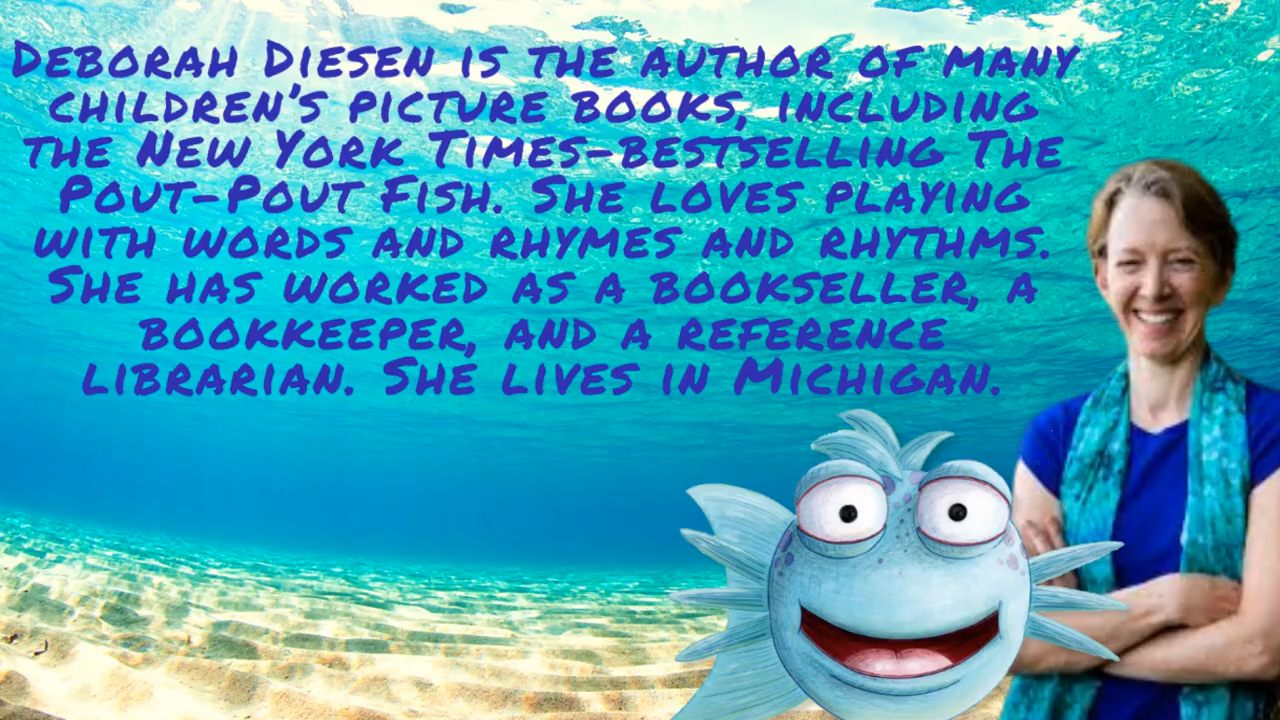 Deborah Diesen is the author of many
children's picture books, including
the New York Times-bestselling The
Pout-Pout Fish. She loves playing
with words and rhymes and rhythms.
She has worked as a bookseller, a
bookkeeper, and a reference
librarian. She lives in Michigan.